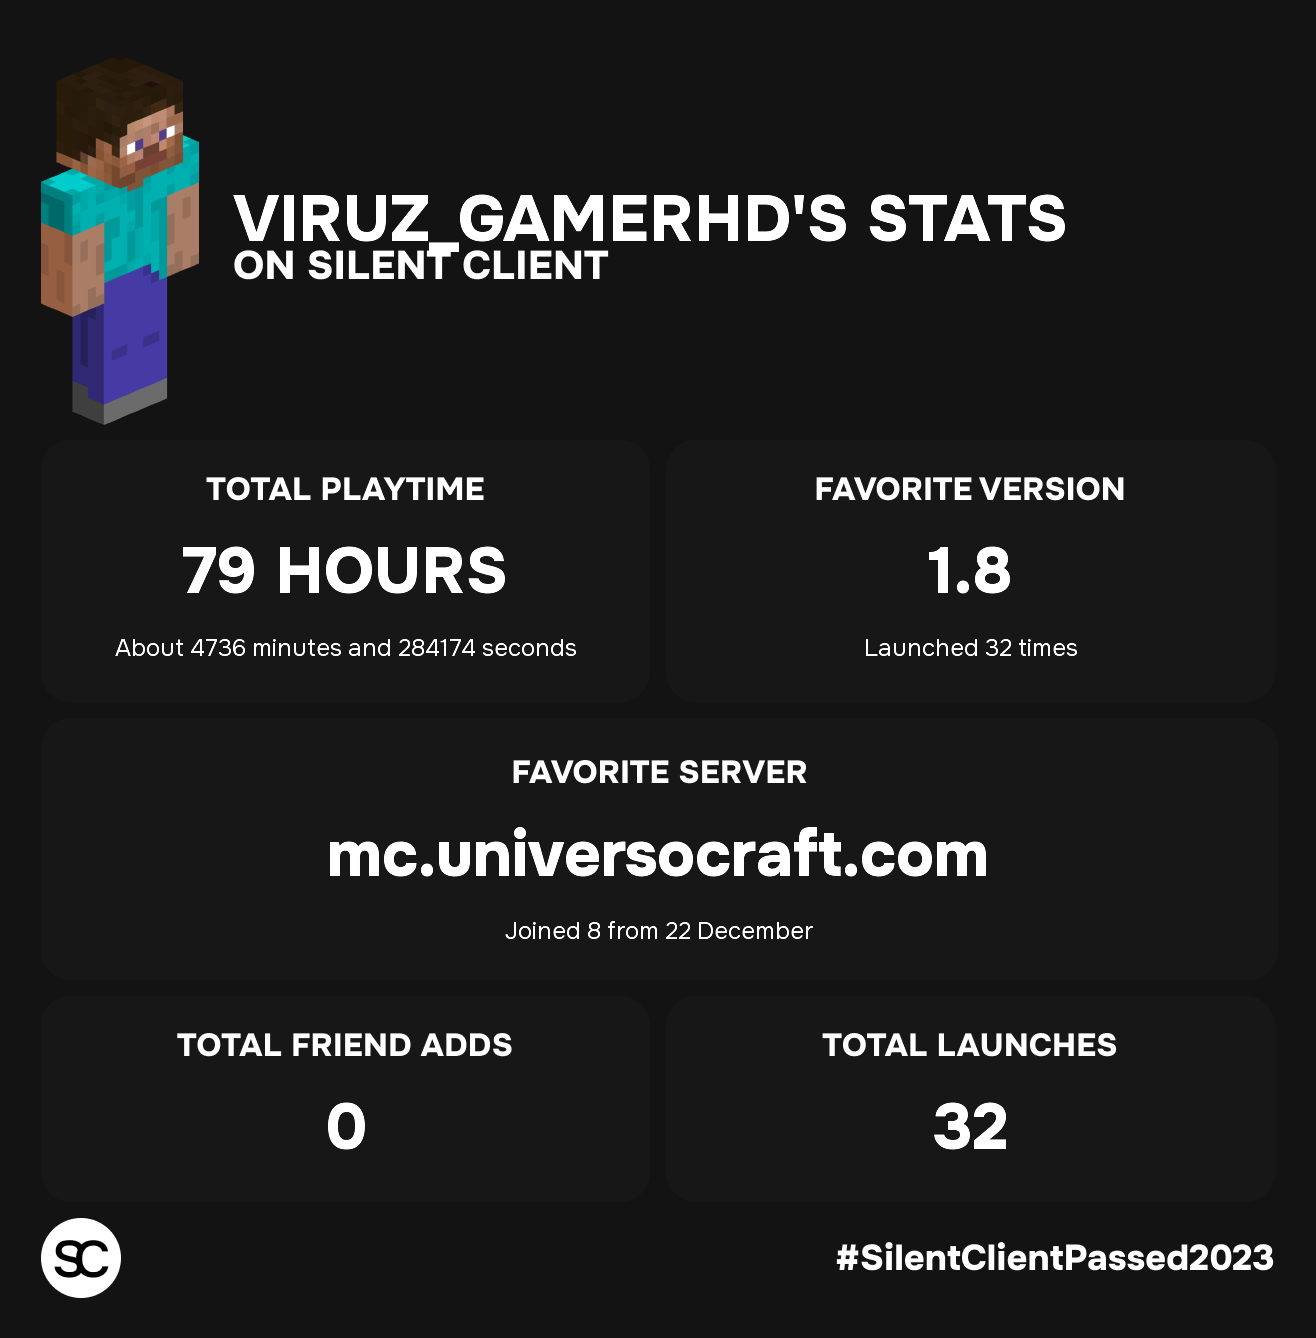 VIRUZ_GAMERHD'S STATS
ON SILENT CLIENT
TOTAL PLAYTIME
79 HOURS
About 4736 minutes and 284174 seconds
FAVORITE VERSION
1.8
Launched 32 times
FAVORITE SERVER
mc.universocraft.com
Joined 8 from 22 December
TOTAL FRIEND ADDS
0
TOTAL LAUNCHES
32
SC
#SilentClientPassed2023